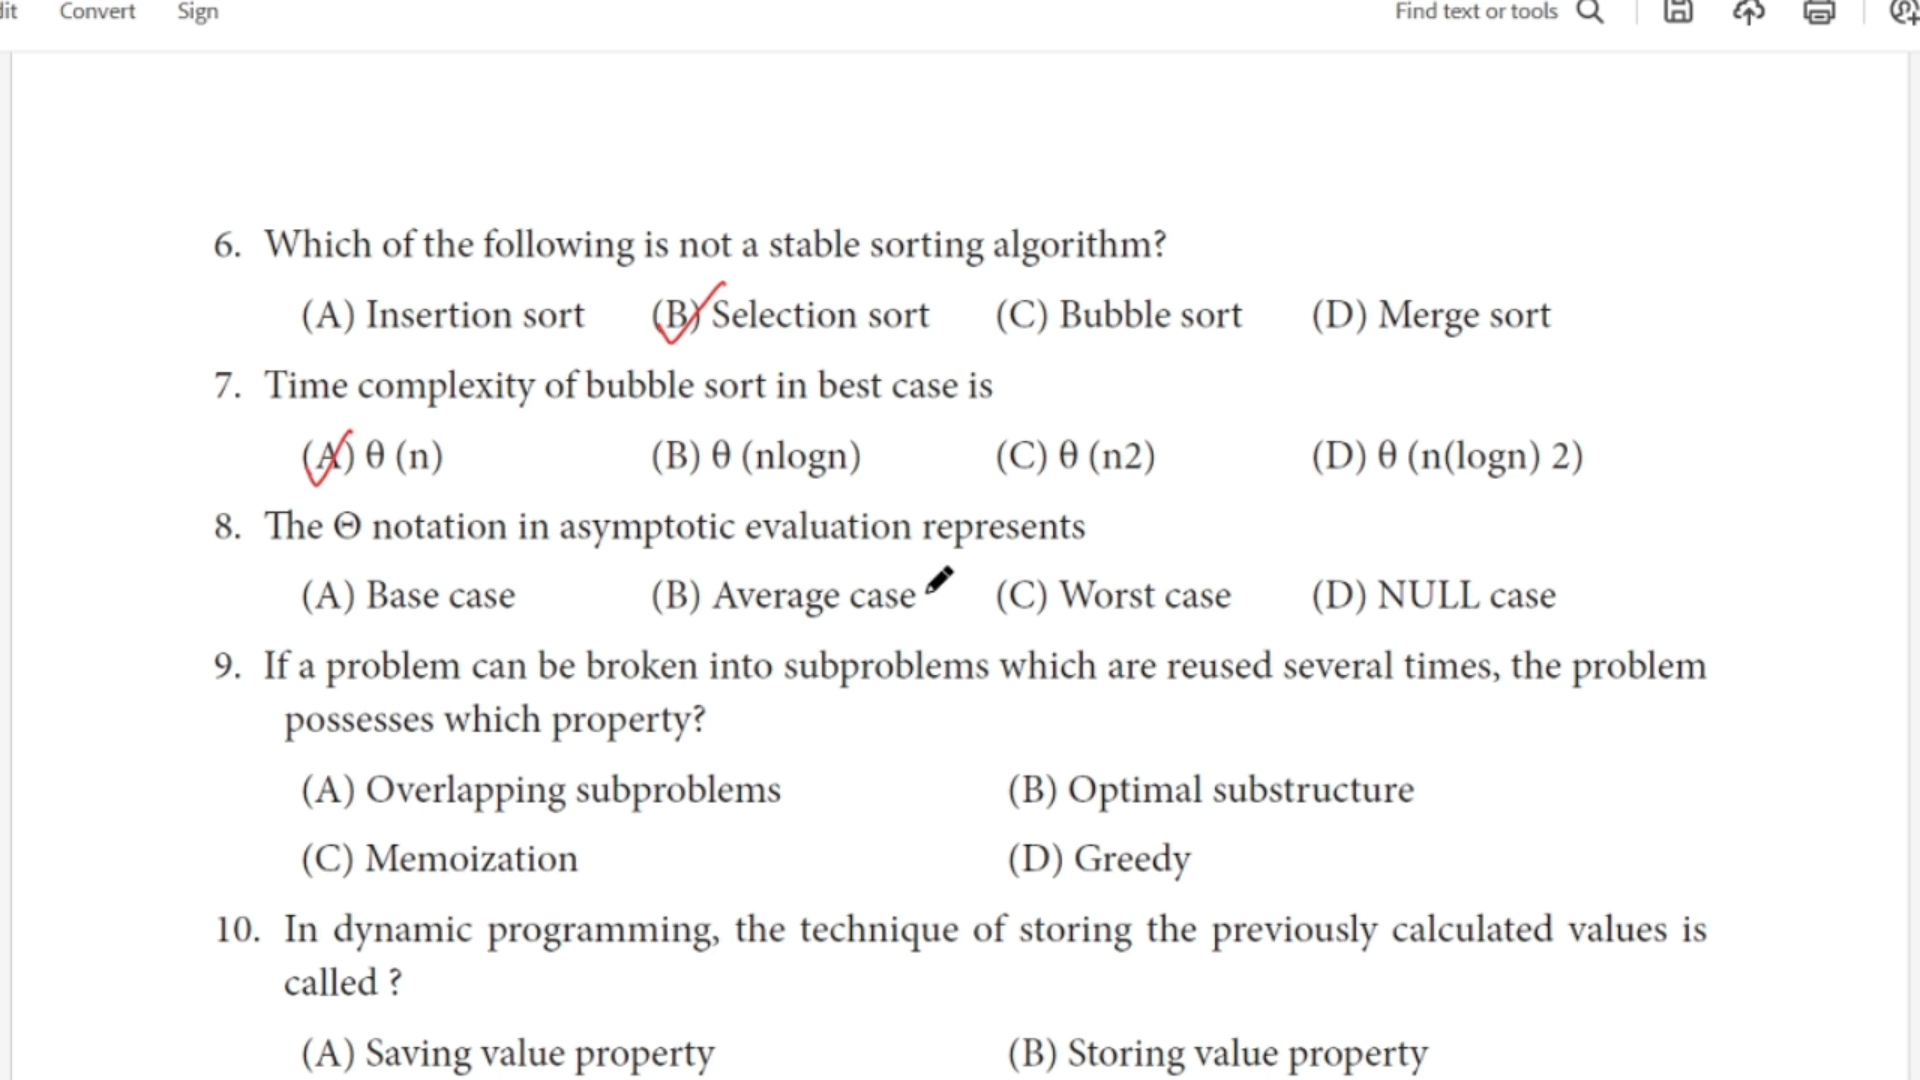 dit Convert Sign Find text or tools
6. Which of the following is not a stable sorting algorithm?
(A) Insertion sort (B) Selection sort (C) Bubble sort (D) Merge sort
7. Time complexity of bubble sort in best case is
(A) θ (n) (B) θ (nlogn) (C) θ (n2) (D) θ (n(logn) 2)
8. The Θ notation in asymptotic evaluation represents
(A) Base case (B) Average case (C) Worst case (D) NULL case
9. If a problem can be broken into subproblems which are reused several times, the problem
possesses which property?
(A) Overlapping subproblems (B) Optimal substructure
(C) Memoization (D) Greedy
10. In dynamic programming, the technique of storing the previously calculated values is
called ?
(A) Saving value property (B) Storing value property